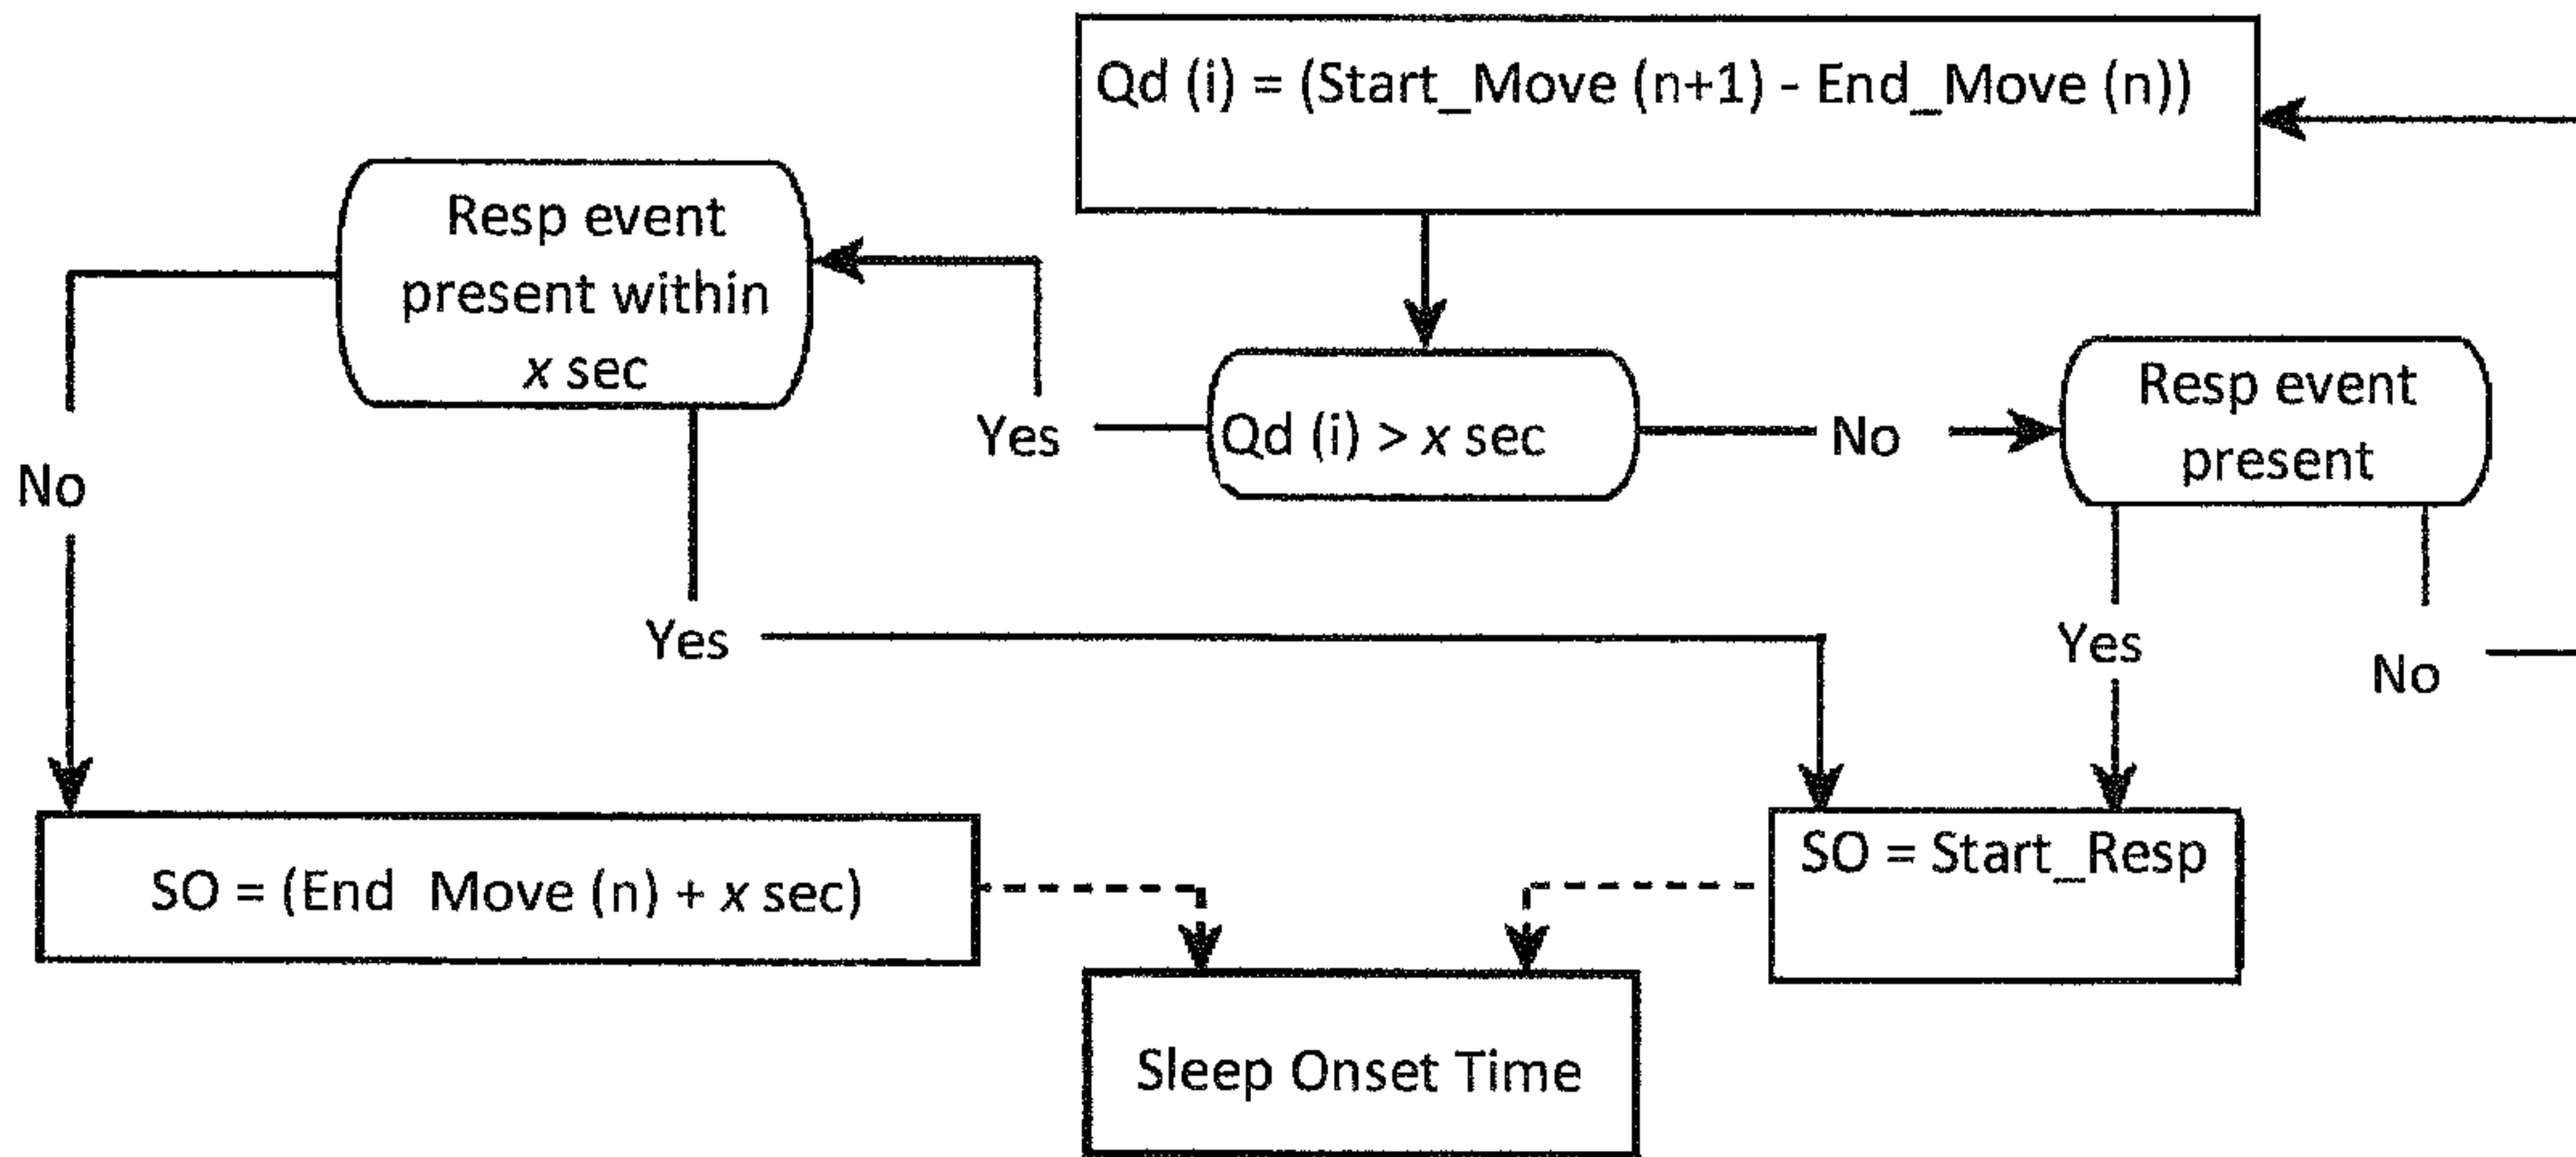 Qd (i) = (Start_Move (n+1) - End_Move (n))
Resp event
present within
x sec
Yes
Qd (i) > x sec
No
Resp event
present
No
Yes
Yes
No
SO = (End Move (n) + x sec)
SO = Start_Resp
Sleep Onset Time